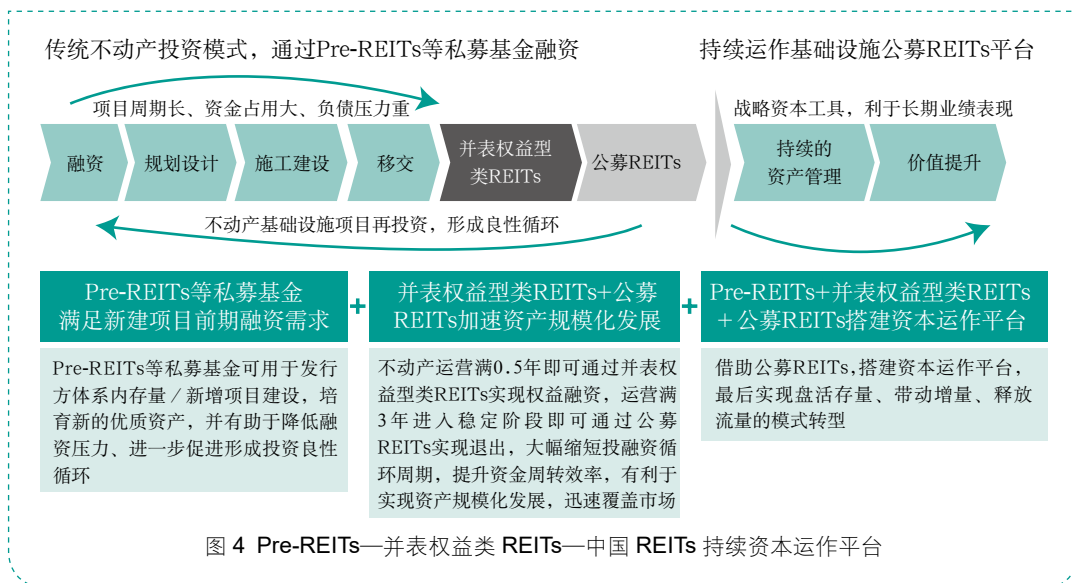 传统不动产投资模式，通过Pre-REITs等私募基金融资
持续运作基础设施公募REITs平台
项目周期长、资金占用大、负债压力重
战略资本工具，利于长期业绩表现
融资
规划设计
施工建设
移交
并表权益型
类REITs
公募REITs
持续的
资产管理
价值提升
不动产基础设施项目再投资，形成良性循环
Pre-REITs等私募基金
满足新建项目前期融资需求
+
并表权益型类REITs+公募
REITs加速资产规模化发展
+
Pre-REITs+并表权益型类REITs
+公募REITs搭建资本运作平台
Pre-REITs等私募基金可用于发行
方体系内存量／新增项目建设，培
育新的优质资产，并有助于降低融
资压力、进一步促进形成投资良性
循环
不动产运营满0.5年即可通过并表权
益型类REITs实现权益融资，运营满
3年进入稳定阶段即可通过公募
REITs实现退出，大幅缩短投融资循
环周期，提升资金周转效率，有利于
实现资产规模化发展，迅速覆盖市场
借助公募REITs，搭建资本运作平台，
最后实现盘活存量、带动增量、释放
流量的模式转型
图 4 Pre-REITs—并表权益类 REITs—中国 REITs 持续资本运作平台